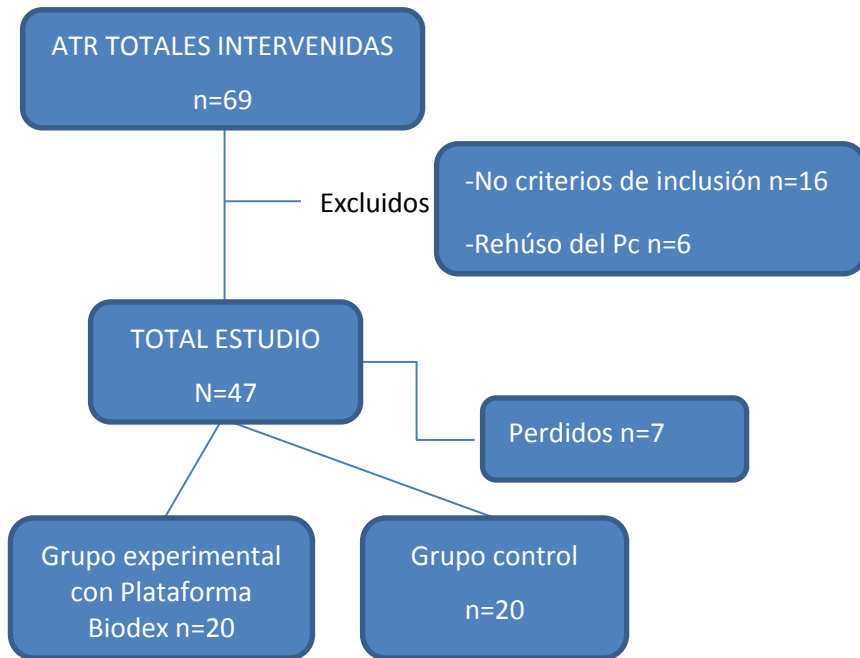 ATR TOTALES INTERVENIDAS
n=69
Excluidos
-No criterios de inclusión n=16
-Rehúso del Pc n=6
TOTAL ESTUDIO
N=47
Perdidos n=7
Grupo experimental
con Plataforma
Biodex n=20
Grupo control
n=20